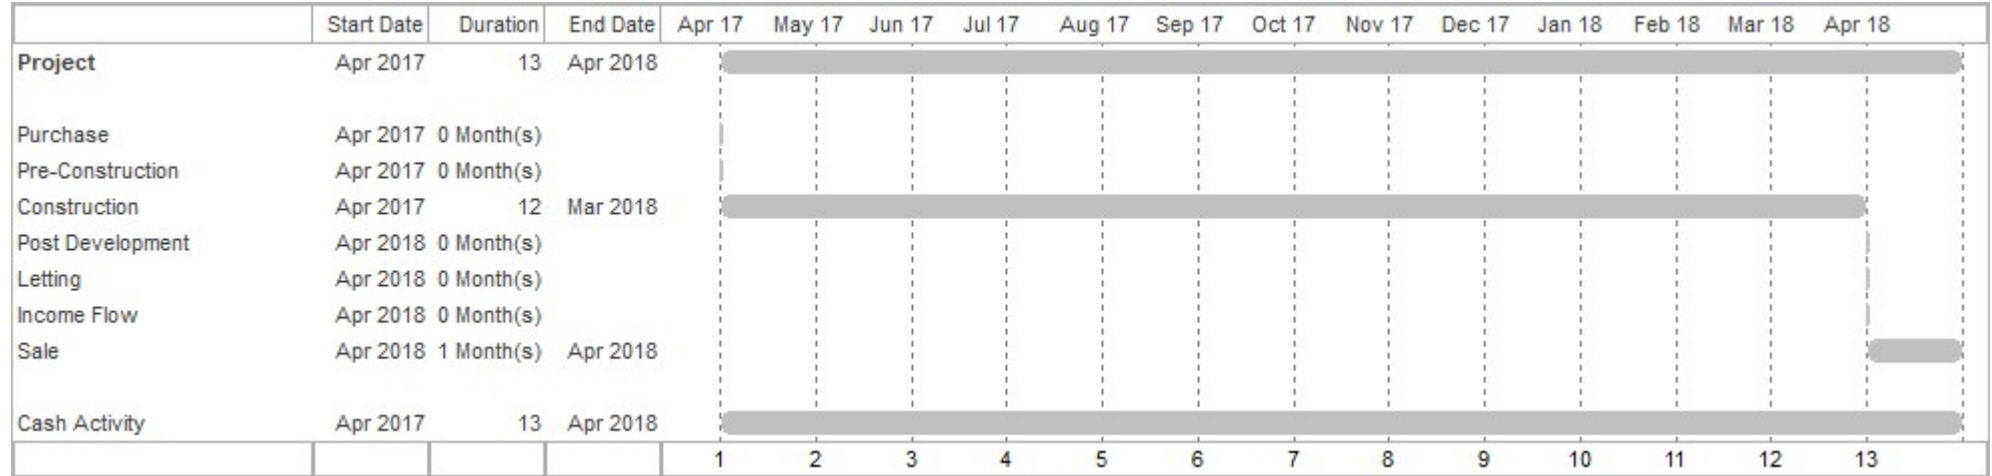 Start Date Duration End Date Apr 17 May 17 Jun 17 Jul 17 Aug 17 Sep 17 Oct 17 Nov 17 Dec 17 Jan 18 Feb 18 Mar 18 Apr 18
Project Apr 2017 13 Apr 2018
Purchase Apr 2017 0 Month(s)
Pre-Construction Apr 2017 0 Month(s)
Construction Apr 2017 12 Mar 2018
Post Development Apr 2018 0 Month(s)
Letting Apr 2018 0 Month(s)
Income Flow Apr 2018 0 Month(s)
Sale Apr 2018 1 Month(s) Apr 2018
Cash Activity Apr 2017 13 Apr 2018
1 2 3 4 5 6 7 8 9 10 11 12 13